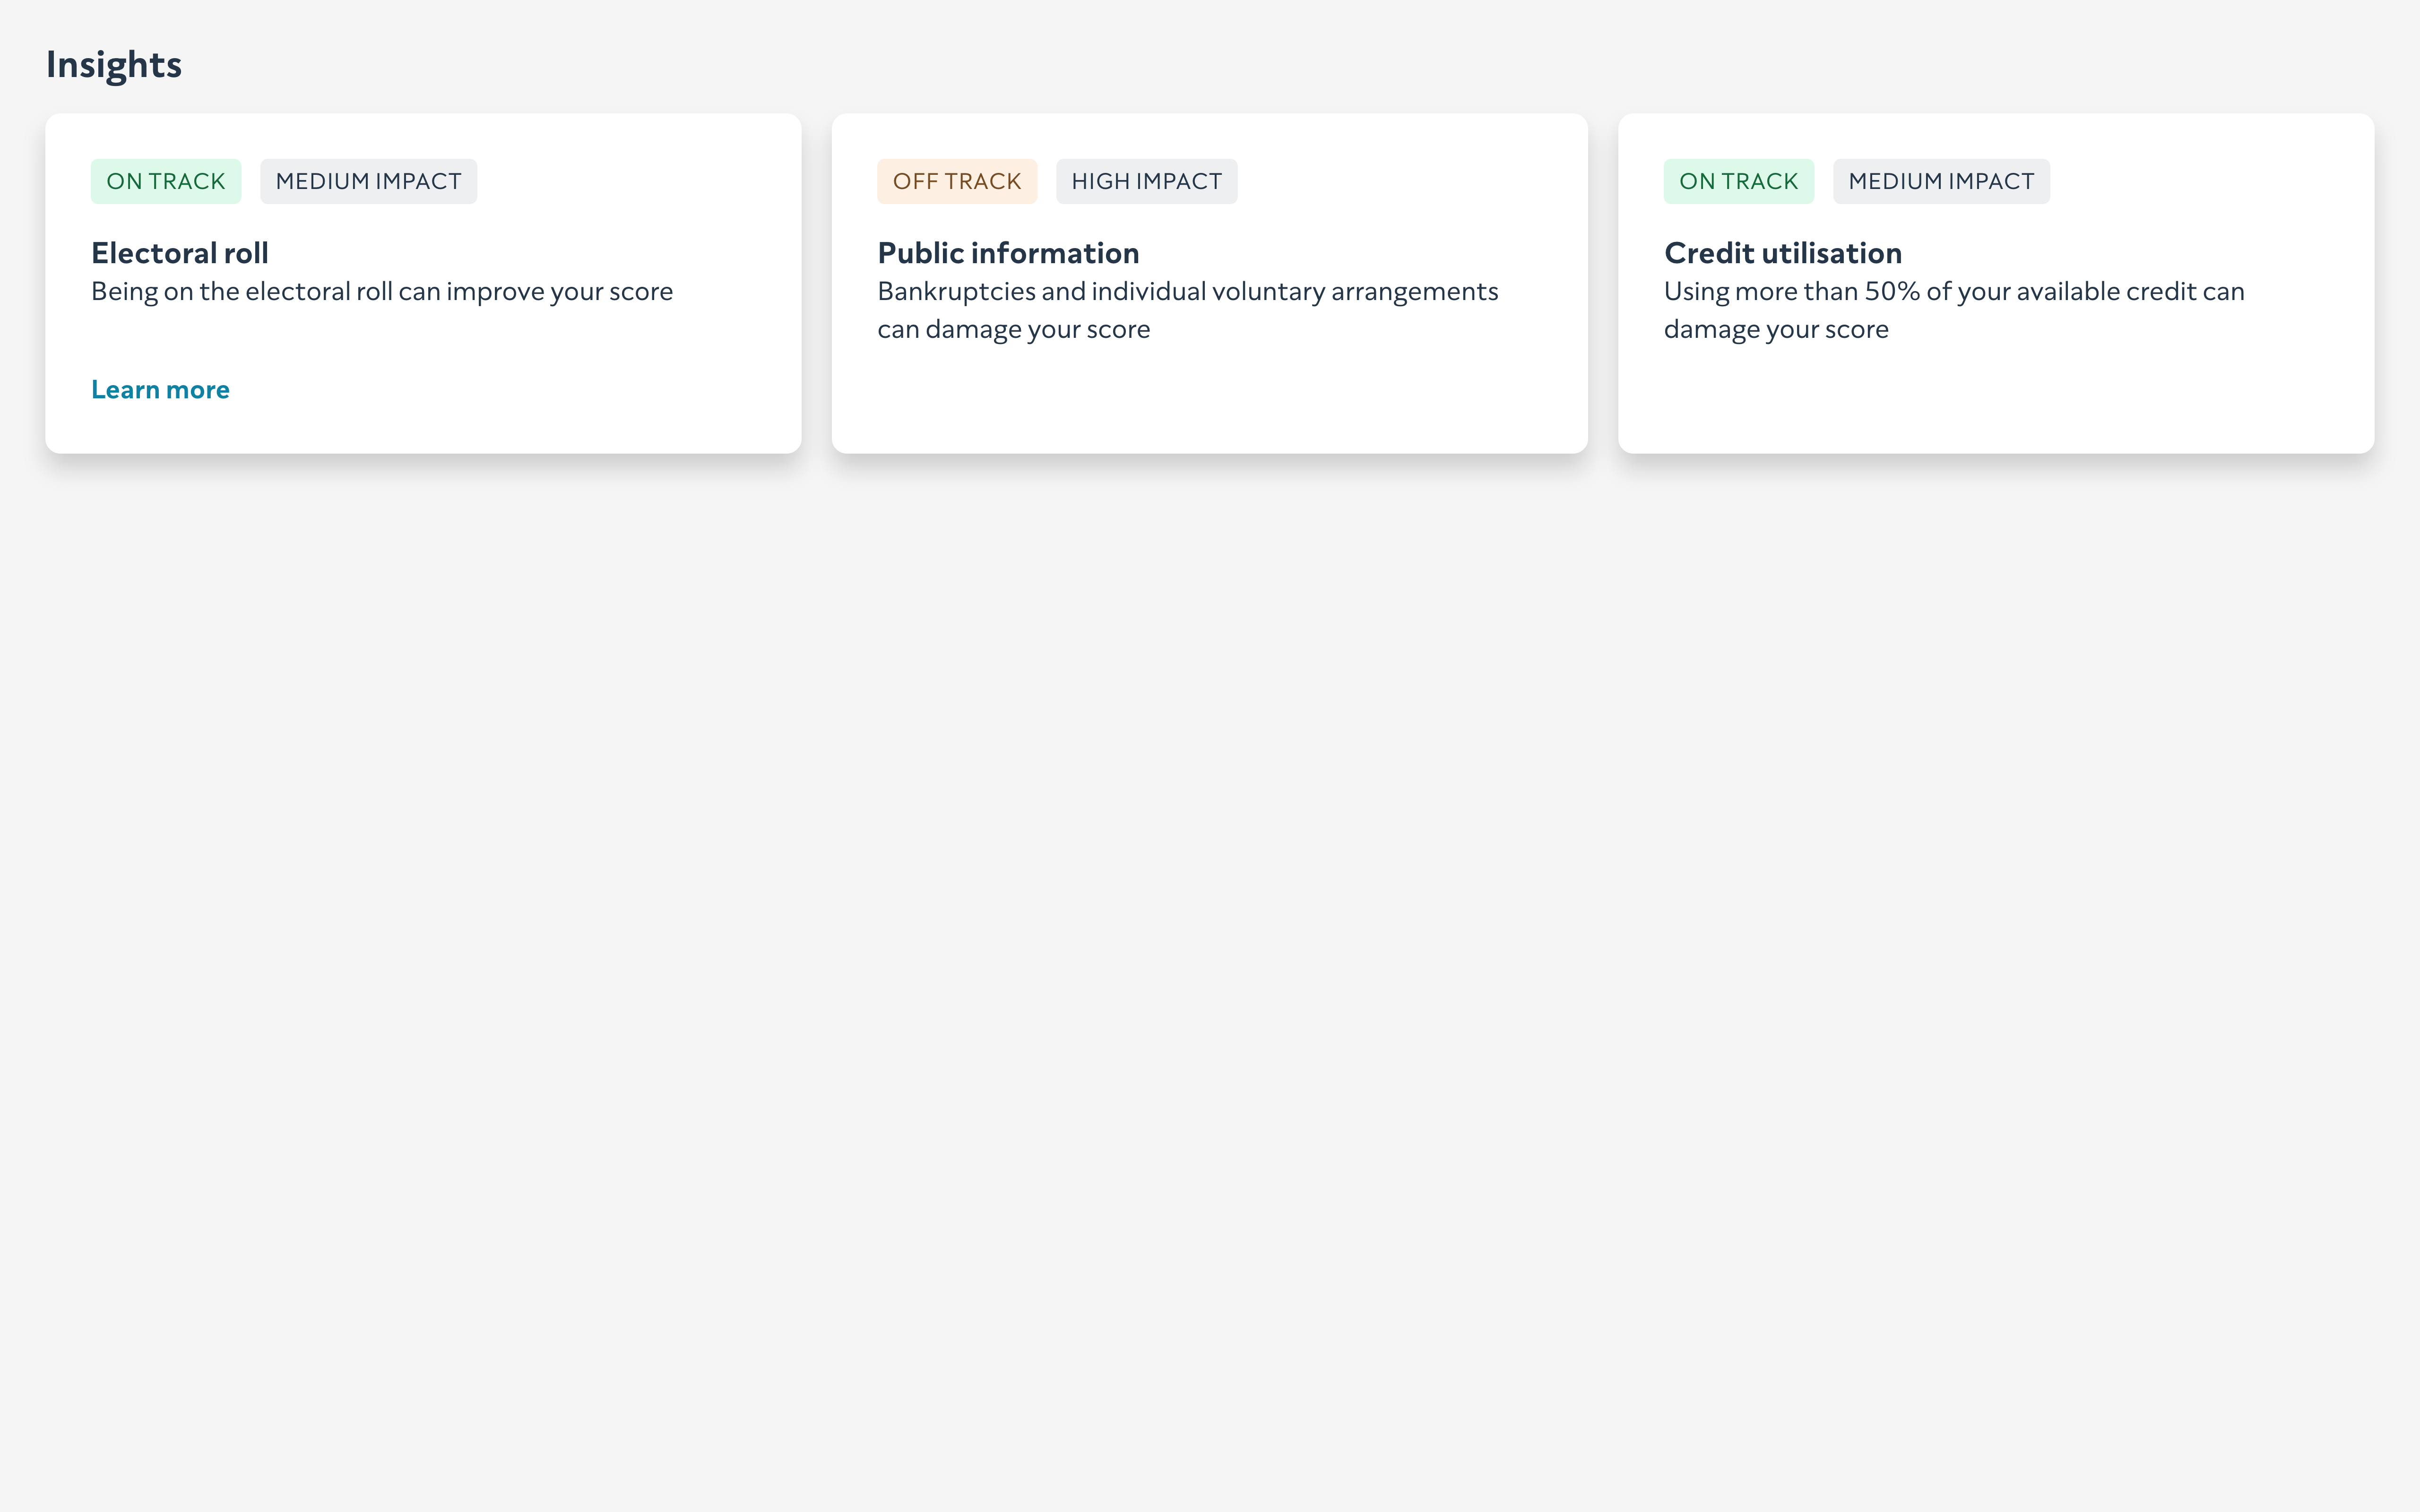 Insights
ON TRACK MEDIUM IMPACT
Electoral roll
Being on the electoral roll can improve your score
Learn more
OFF TRACK HIGH IMPACT
Public information
Bankruptcies and individual voluntary arrangements
can damage your score
ON TRACK MEDIUM IMPACT
Credit utilisation
Using more than 50% of your available credit can
damage your score